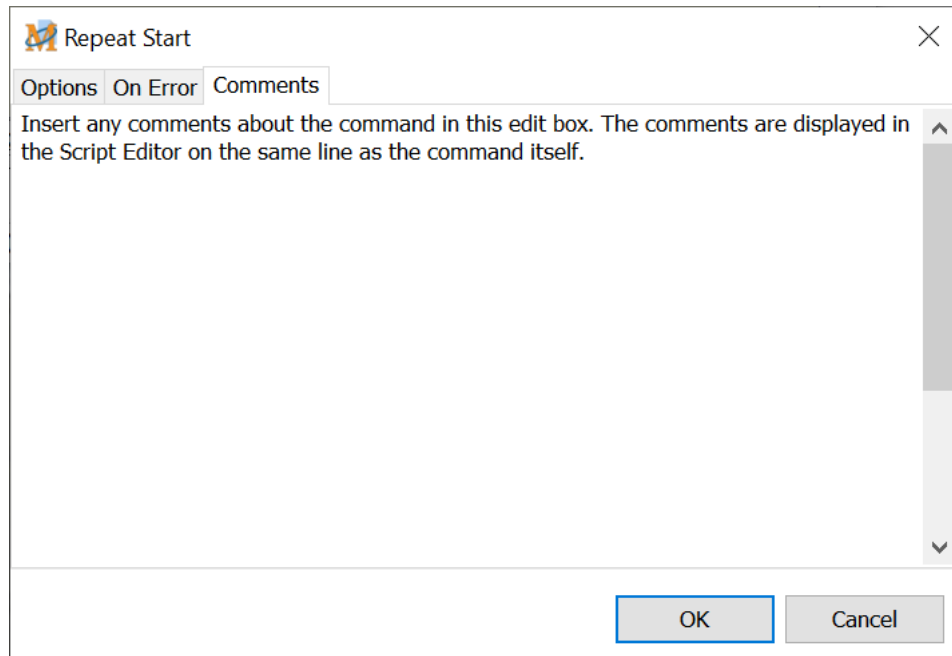 Repeat Start
Options On Error Comments
Insert any comments about the command in this edit box. The comments are displayed in
the Script Editor on the same line as the command itself.
OK Cancel